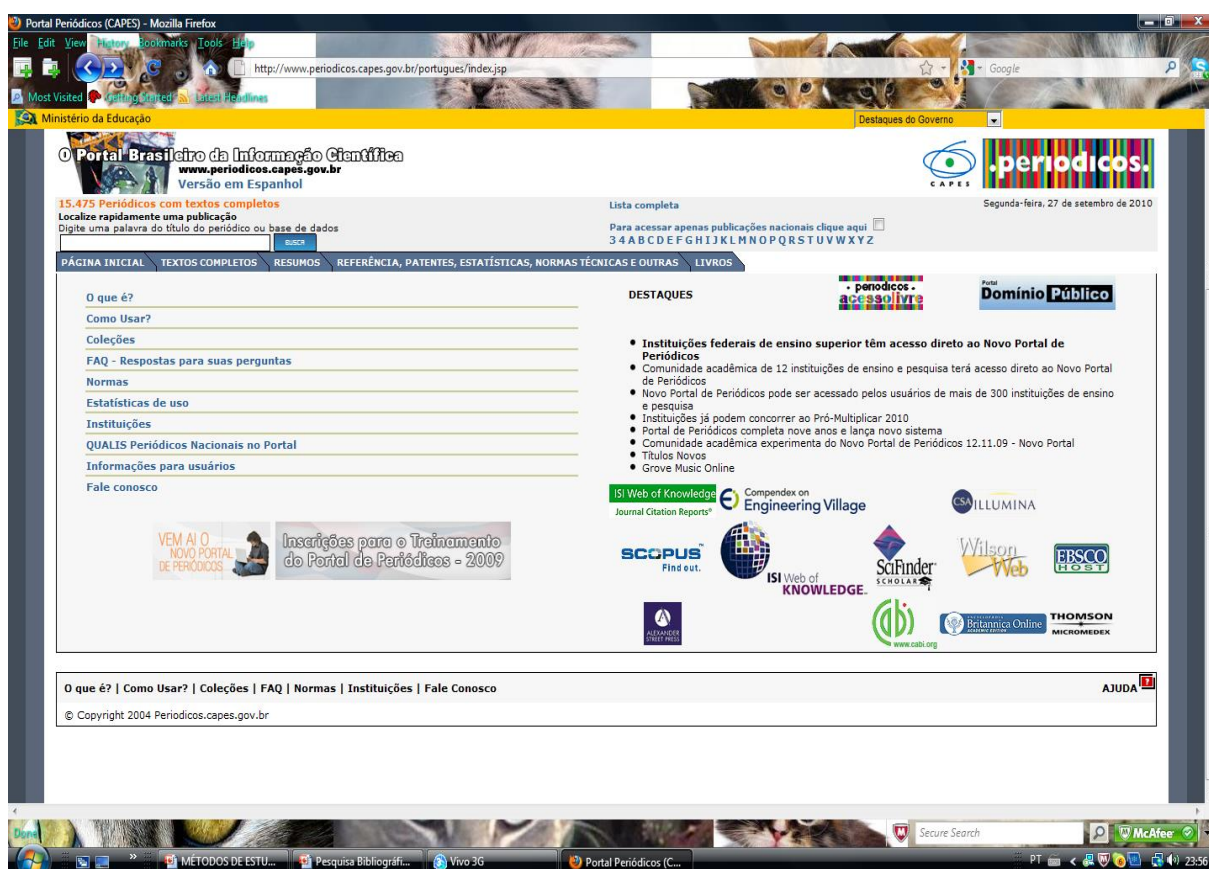 Portal Periódicos (CAPES) - Mozilla Firefox
File Edit View History Bookmarks Tools Help
http://www.periodicos.capes.gov.br/portugues/index.jsp
Google
Most Visited Getting Started Latest Headlines
Ministério da Educação
Destaques do Governo
O Portal Brasileiro da Informação Científica
www.periodicos.capes.gov.br
Versão em Espanhol
CAPES
.periodicos.
15.475 Periódicos com textos completos
Localize rapidamente uma publicação
Digite uma palavra do título do periódico ou base de dados
BUSCA
Lista completa
Para acessar apenas publicações nacionais clique aqui
3 4 A B C D E F G H I J K L M N O P Q R S T U V W X Y Z
Segunda-feira, 27 de setembro de 2010
PÁGINA INICIAL TEXTOS COMPLETOS RESUMOS REFERÊNCIA, PATENTES, ESTATÍSTICAS, NORMAS TÉCNICAS E OUTRAS LIVROS
O que é?
Como Usar?
Coleções
FAQ - Respostas para suas perguntas
Normas
Estatísticas de uso
Instituições
QUALIS Periódicos Nacionais no Portal
Informações para usuários
Fale conosco
VEM AI O
NOVO PORTAL
DE PERIÓDICOS
Inscrições para o Treinamento
do Portal de Periódicos - 2009
DESTAQUES
. periodicos .
acessolivre
Portal
Domínio Público
Instituições federais de ensino superior têm acesso direto ao Novo Portal de
Periódicos
Comunidade acadêmica de 12 instituições de ensino e pesquisa terá acesso direto ao Novo Portal
de Periódicos
Novo Portal de Periódicos pode ser acessado pelos usuários de mais de 300 instituições de ensino
e pesquisa
Instituições já podem concorrer ao Pró-Multiplicar 2010
Portal de Periódicos completa nove anos e lança novo sistema
Comunidade acadêmica experimenta do Novo Portal de Periódicos 12.11.09 - Novo Portal
Títulos Novos
Grove Music Online
ISI Web of Knowledge
Journal Citation Reports®
Compendex on
Engineering Village
CSA ILLUMINA
SCOPUS™
Find out.
ISI Web of
KNOWLEDGE
SciFinder
SCHOLAR
Wilson
Web
EBSCO
HOST
ALEXANDER
STREET PRESS
cabi
www.cabi.org
Britannica Online
THOMSON
MICROMEDEX
O que é? | Como Usar? | Coleções | FAQ | Normas | Instituições | Fale Conosco
AJUDA ?
© Copyright 2004 Periodicos.capes.gov.br
Done
Secure Search
McAfee
MÉTODOS DE ESTU...
Pesquisa Bibliográfi...
Vivo 3G
Portal Periódicos (C...
PT
23:56